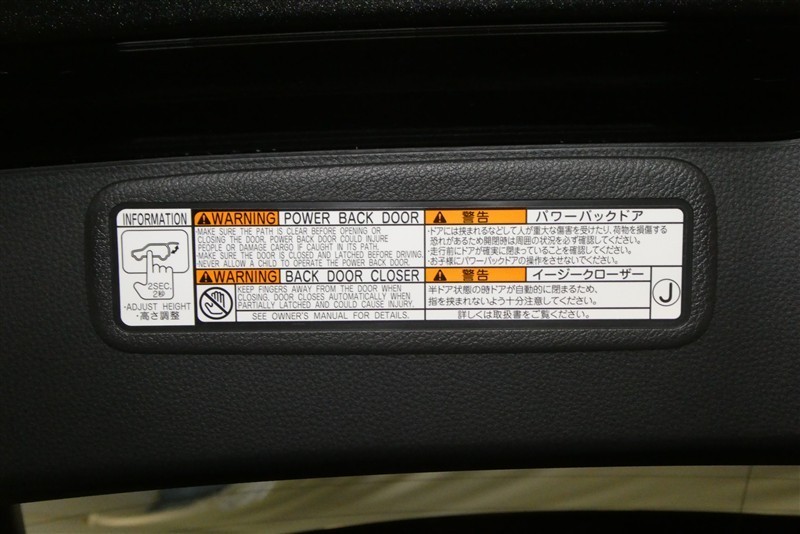 INFORMATION
2SEC.
2秒
-ADJUST HEIGHT
-高さ調整
WARNING POWER BACK DOOR
-MAKE SURE THE PATH IS CLEAR BEFORE OPENING OR
CLOSING THE DOOR. POWER BACK DOOR COULD INJURE
PEOPLE OR DAMAGE CARGO IF CAUGHT IN ITS PATH.
-MAKE SURE THE DOOR IS CLOSED AND LATCHED BEFORE DRIVING.
-NEVER ALLOW A CHILD TO OPERATE THE POWER BACK DOOR.
WARNING BACK DOOR CLOSER
KEEP FINGERS AWAY FROM THE DOOR WHEN
CLOSING. DOOR CLOSES AUTOMATICALLY WHEN
PARTIALLY LATCHED AND COULD CAUSE INJURY.
SEE OWNER'S MANUAL FOR DETAILS.
警告 パワーバックドア
・ドアには挟まれるなどして人が重大な傷害を受けたり、荷物を損傷する
恐れがあるため開閉時は周囲の状況を必ず確認してください。
・走行前にドアが確実に閉まっていることを確認してください。
・お子様にパワーバックドアの操作をさせないでください。
警告 イージークローザー
半ドア状態の時ドアが自動的に閉まるため、
指を挟まれないよう十分注意してください。
詳しくは取扱書をご覧ください。
J